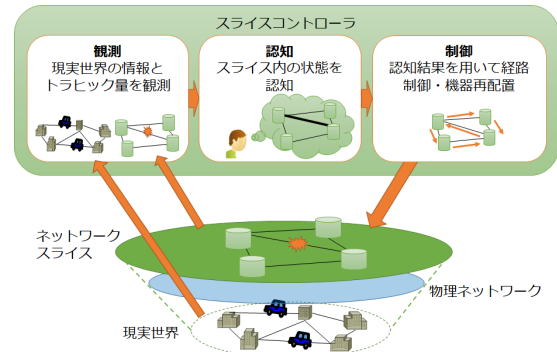 スライスコントローラ
観測
現実世界の情報と
トラヒック量を観測
認知
スライス内の状態を
認知
制御
認知結果を用いて経路
制御・機器再配置
ネットワーク
スライス
物理ネットワーク
現実世界